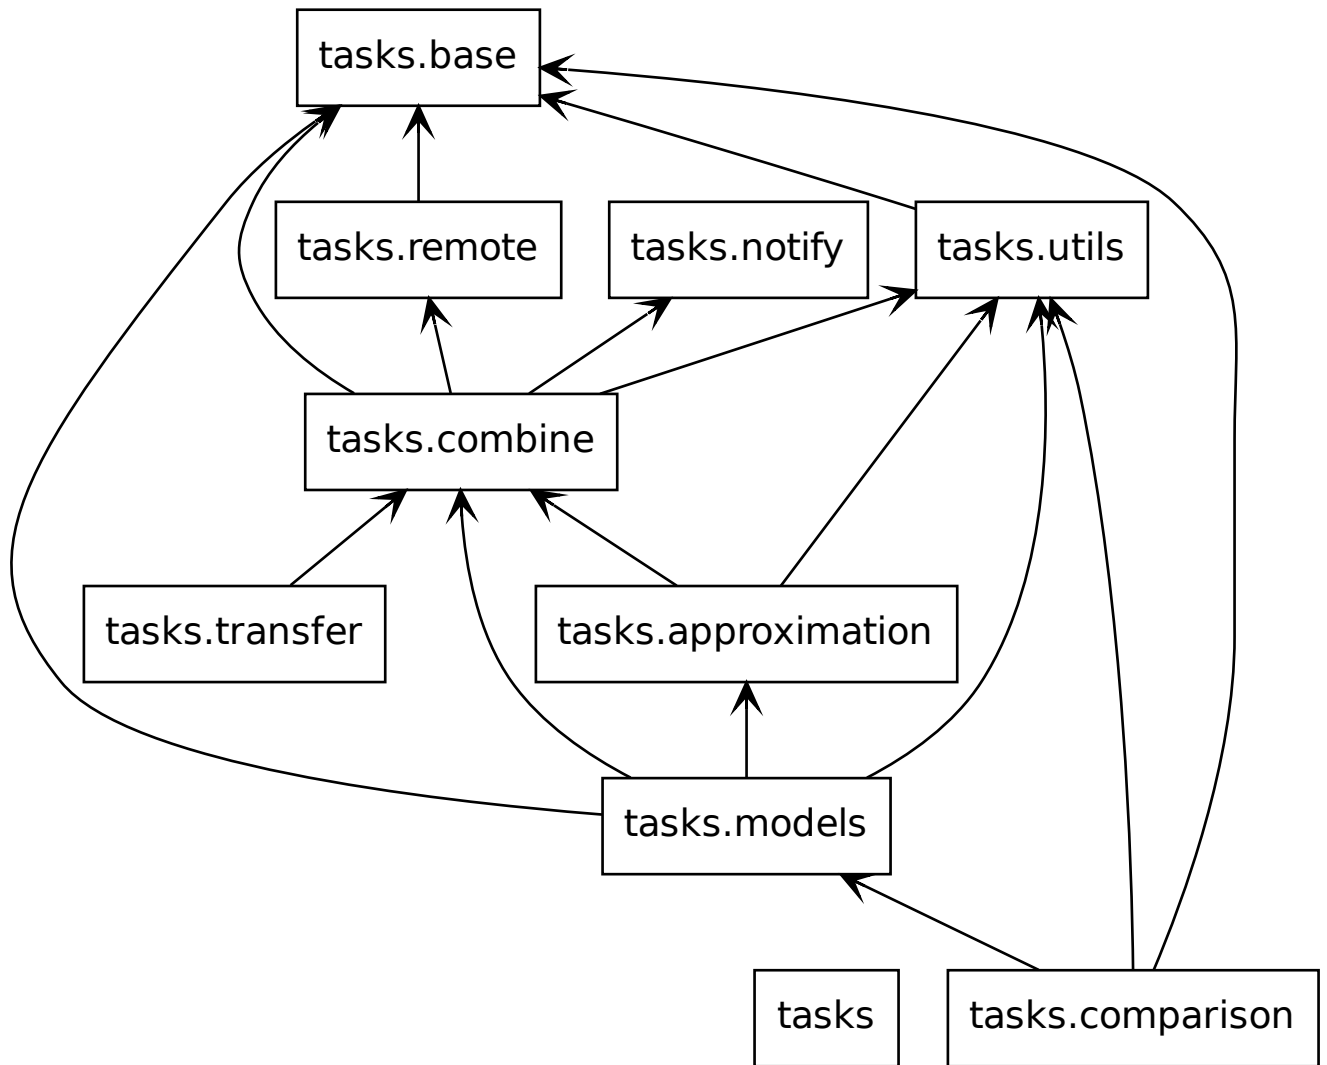 tasks.base
tasks.remote
tasks.notify
tasks.utils
tasks.combine
tasks.transfer
tasks.approximation
tasks.models
tasks
tasks.comparison